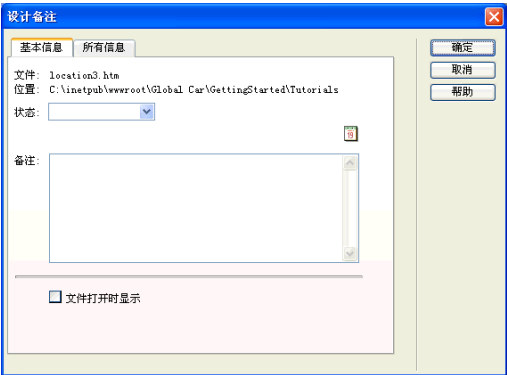 设计备注
基本信息 所有信息
确定
取消
帮助
文件: location3.htm
位置: C:\inetpub\wwwroot\Global Car\GettingStarted\Tutorials
状态:
19
备注:
文件打开时显示